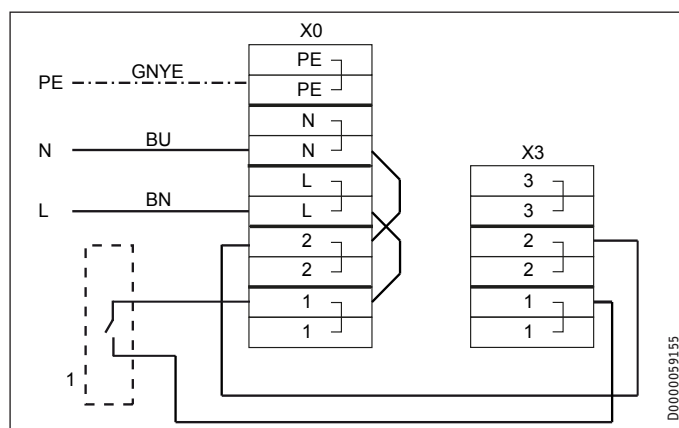 X0
PE
PE
PE GNYE
N
N BU N
X3
L 3
L BN L 3
2 2
2 2
1 1
1 1
1
D0000059155